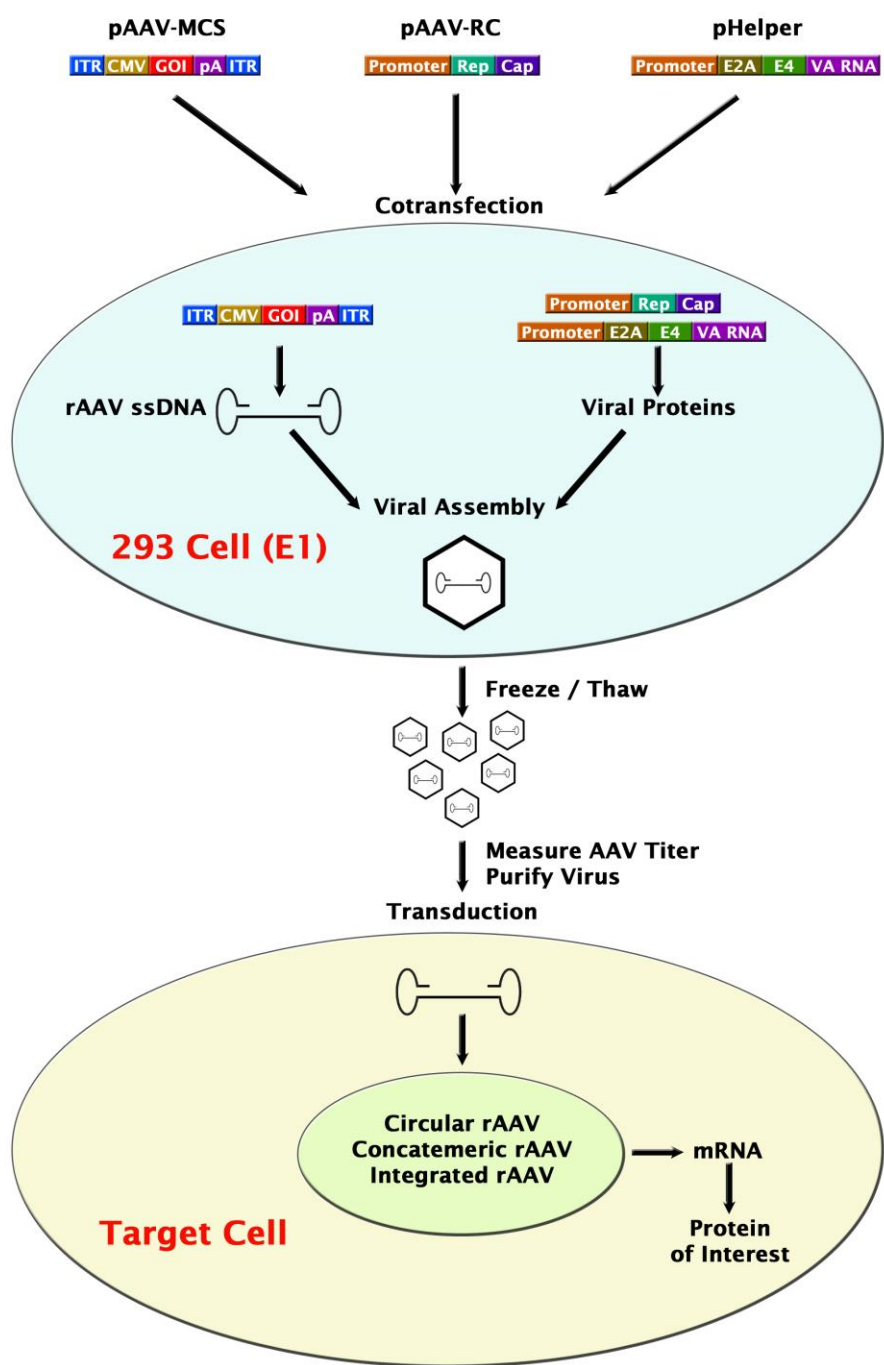 pAAV-MCS pAAV-RC pHelper
ITR CMV GOI pA ITR Promoter Rep Cap Promoter E2A E4 VA RNA
Cotransfection
Promoter Rep Cap
ITR CMV GOI pA ITR Promoter E2A E4 VA RNA
rAAV ssDNA Viral Proteins
Viral Assembly
293 Cell (E1)
Freeze / Thaw
Measure AAV Titer
Purify Virus
Transduction
Circular rAAV
Concatemeric rAAV mRNA
Integrated rAAV
Target Cell Protein
of Interest